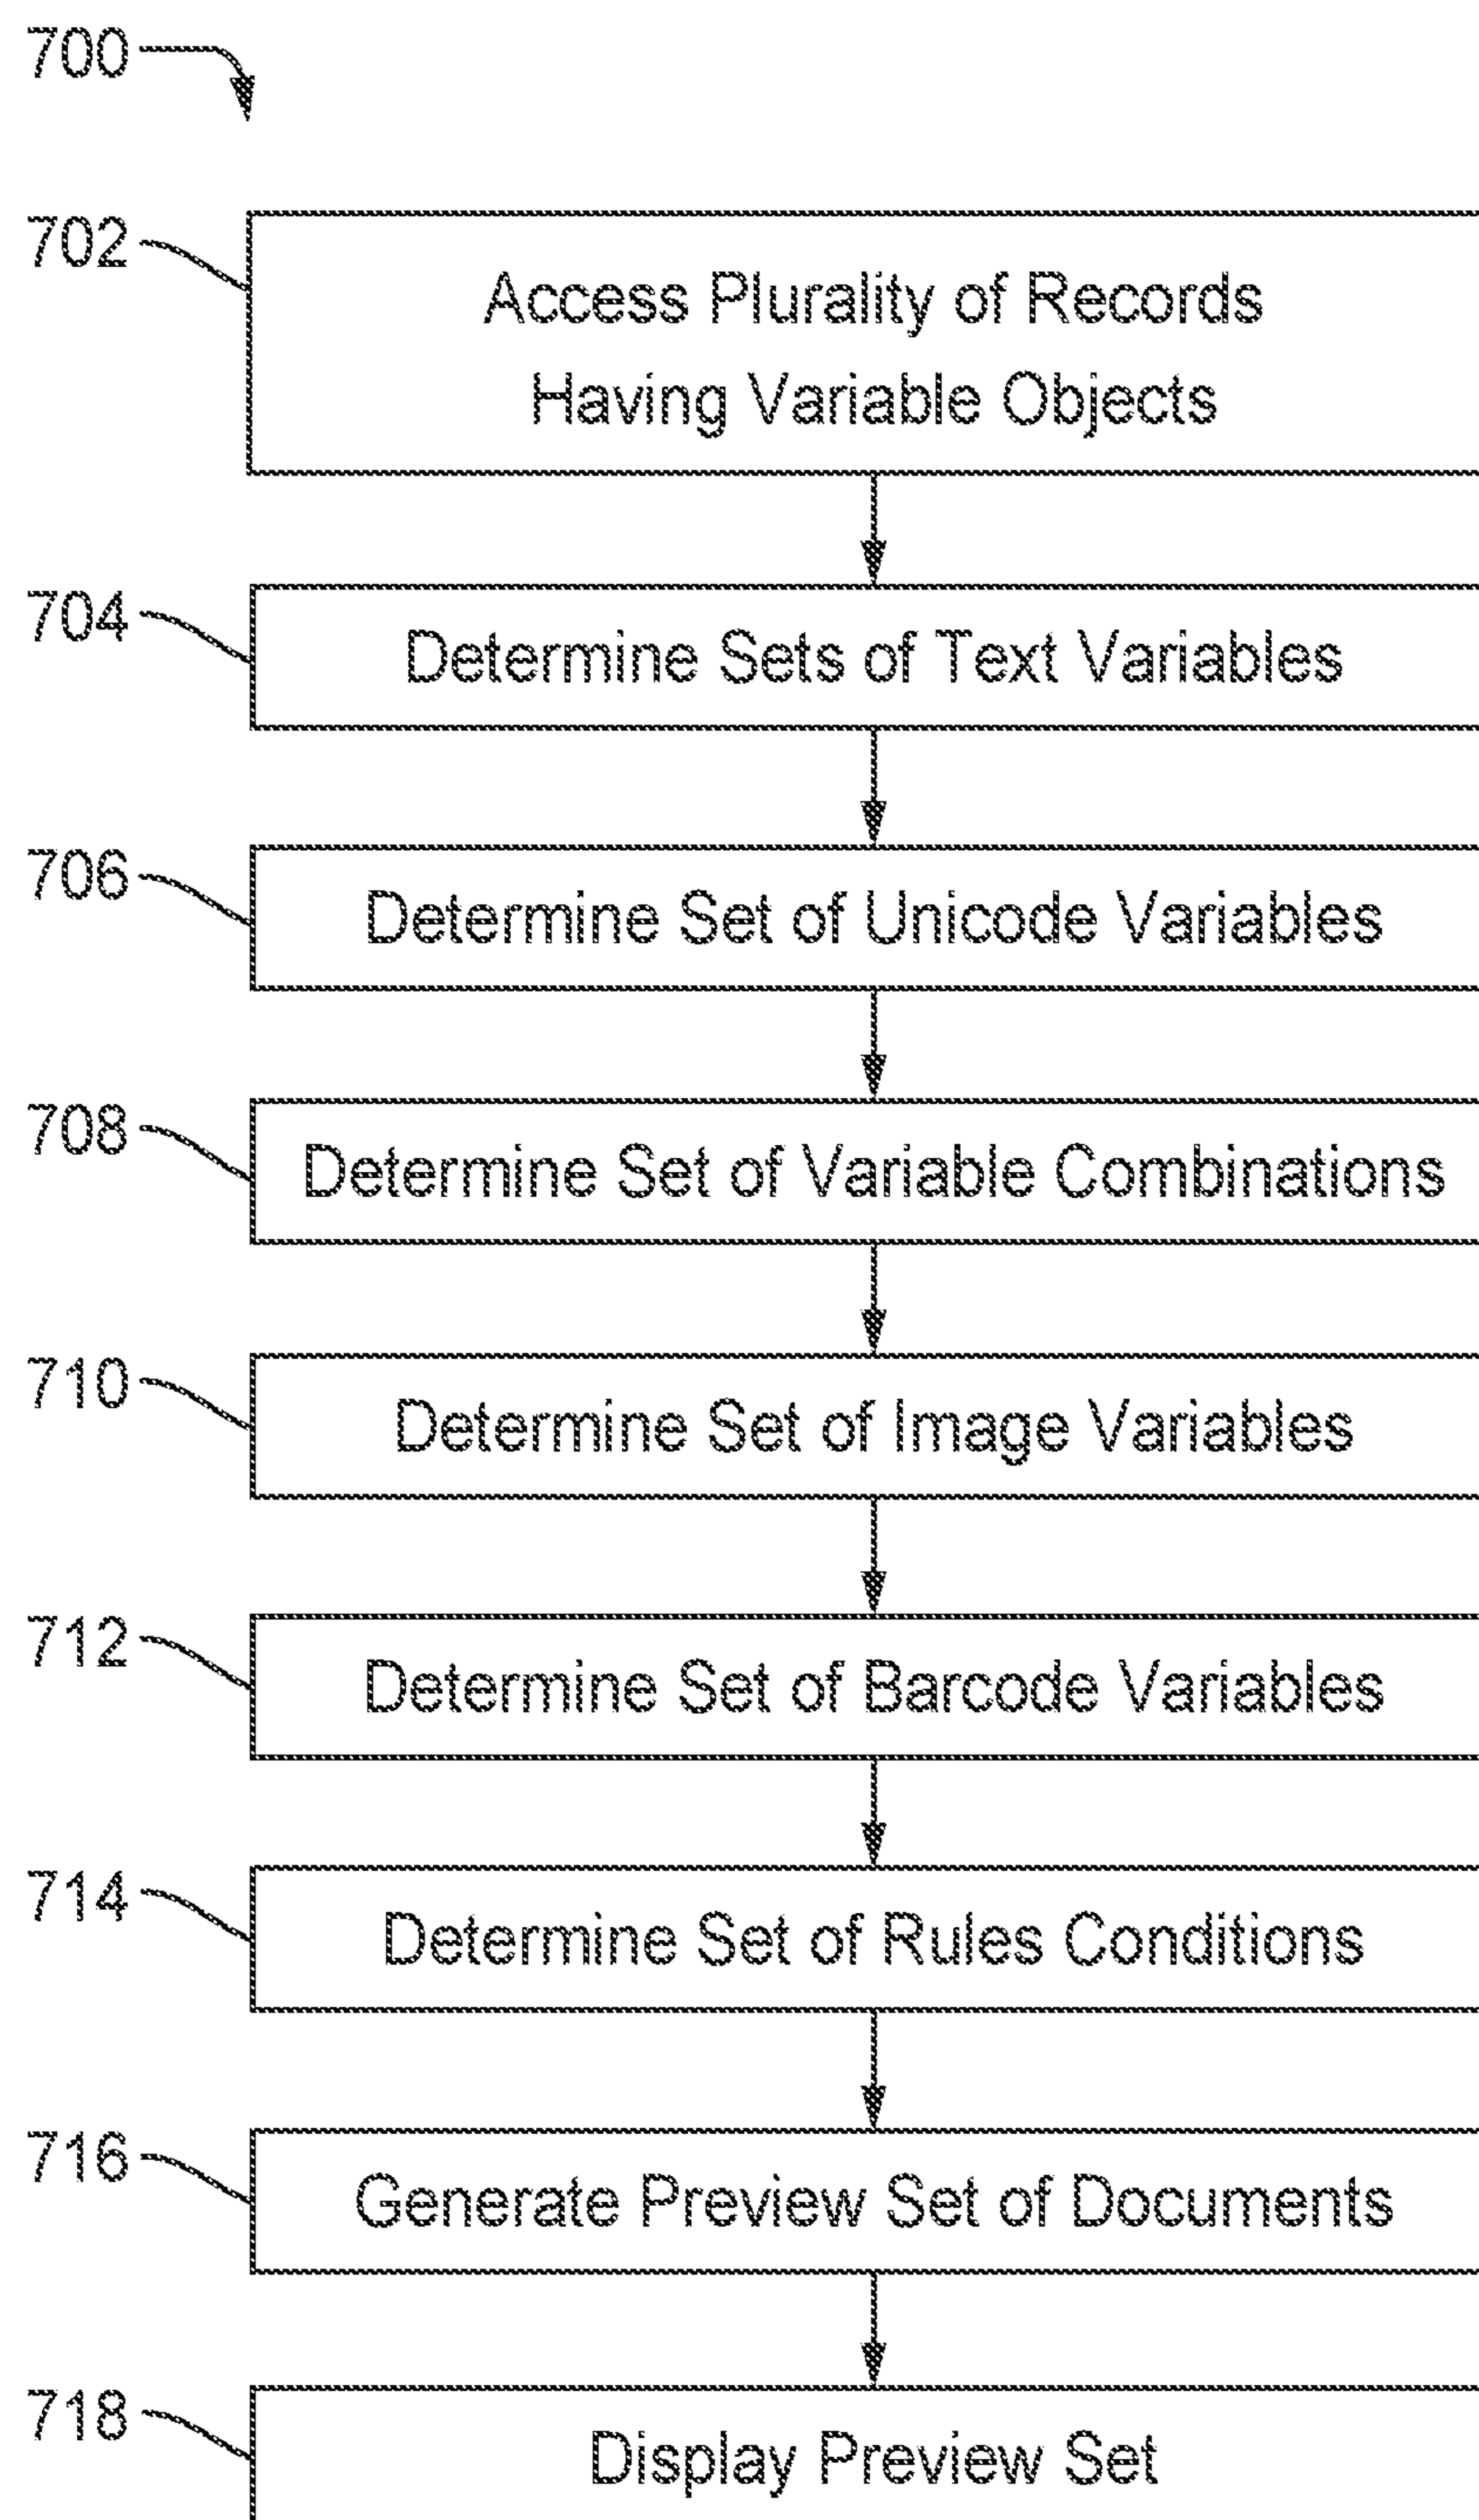 700
702
Access Plurality of Records
Having Variable Objects
704
Determine Sets of Text Variables
706
Determine Set of Unicode Variables
708
Determine Set of Variable Combinations
710
Determine Set of Image Variables
712
Determine Set of Barcode Variables
714
Determine Set of Rules Conditions
716
Generate Preview Set of Documents
718
Display Preview Set